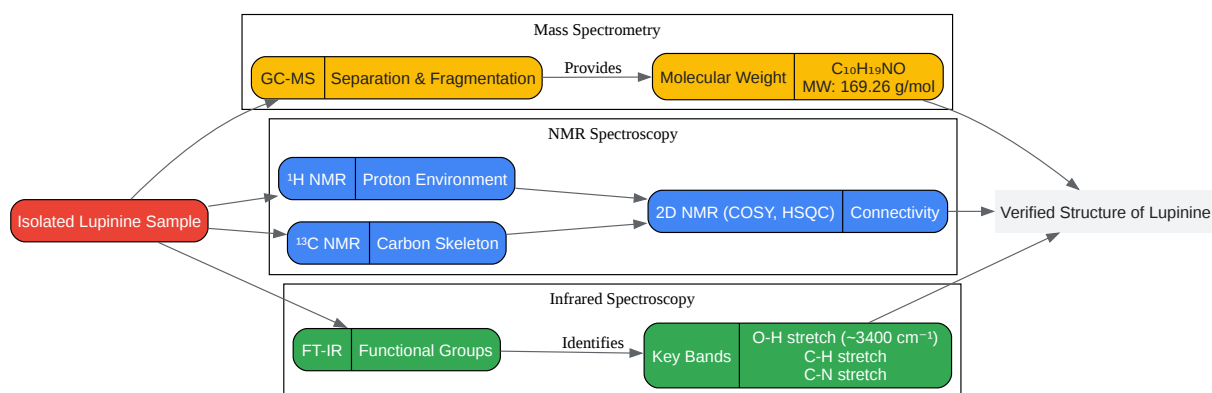 Mass Spectrometry
GC-MS
Separation & Fragmentation
Provides
Molecular Weight
C₁₀H₁₉NO
MW: 169.26 g/mol
NMR Spectroscopy
¹H NMR
Proton Environment
Isolated Lupinine Sample
2D NMR (COSY, HSQC)
Connectivity
Verified Structure of Lupinine
¹³C NMR
Carbon Skeleton
Infrared Spectroscopy
FT-IR
Functional Groups
Identifies
Key Bands
O-H stretch (~3400 cm⁻¹)
C-H stretch
C-N stretch